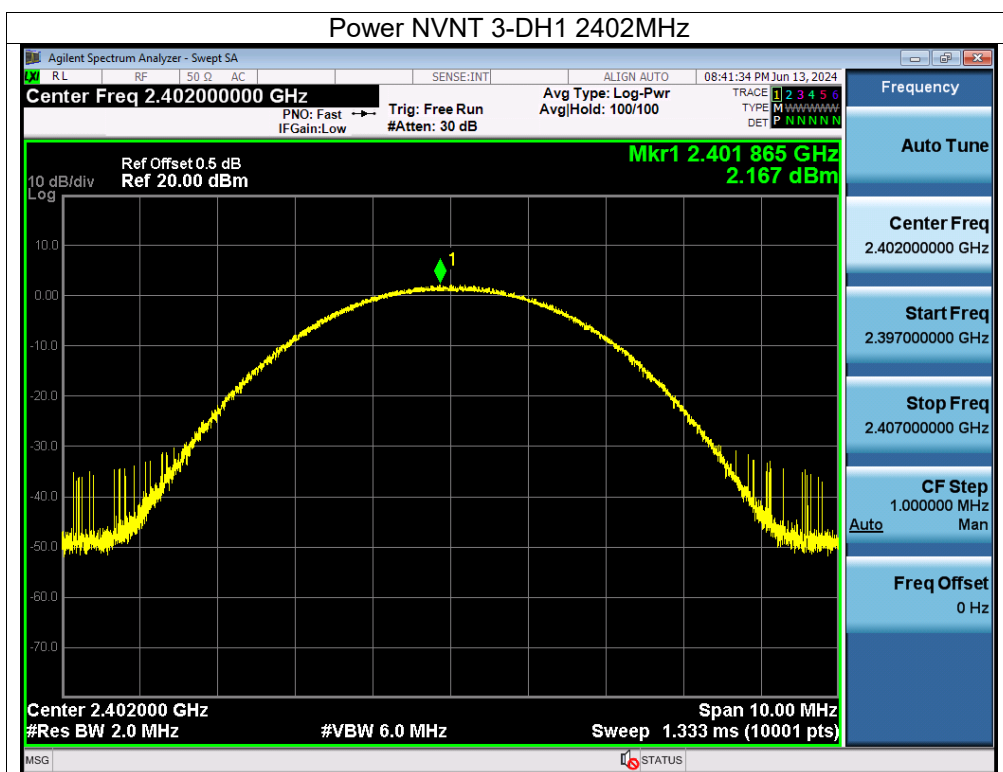 Power NVNT 3-DH1 2402MHz
Agilent Spectrum Analyzer - Swept SA
LXI RL RF 50 Ω AC SENSE:INT ALIGN AUTO 08:41:34 PM Jun 13, 2024
Center Freq 2.402000000 GHz
PNO: Fast
IFGain:Low
Trig: Free Run
#Atten: 30 dB
Avg Type: Log-Pwr
Avg|Hold: 100/100
TRACE 1 2 3 4 5 6
TYPE M WWWWW
DET P N N N N N
Mkr1 2.401 865 GHz
2.167 dBm
Ref Offset 0.5 dB
10 dB/div Ref 20.00 dBm
Log
10.0
0.00
-10.0
-20.0
-30.0
-40.0
-50.0
-60.0
-70.0
1
Center 2.402000 GHz Span 10.00 MHz
#Res BW 2.0 MHz #VBW 6.0 MHz Sweep 1.333 ms (10001 pts)
MSG STATUS
Frequency
Auto Tune
Center Freq
2.402000000 GHz
Start Freq
2.397000000 GHz
Stop Freq
2.407000000 GHz
CF Step
1.000000 MHz
Auto Man
Freq Offset
0 Hz